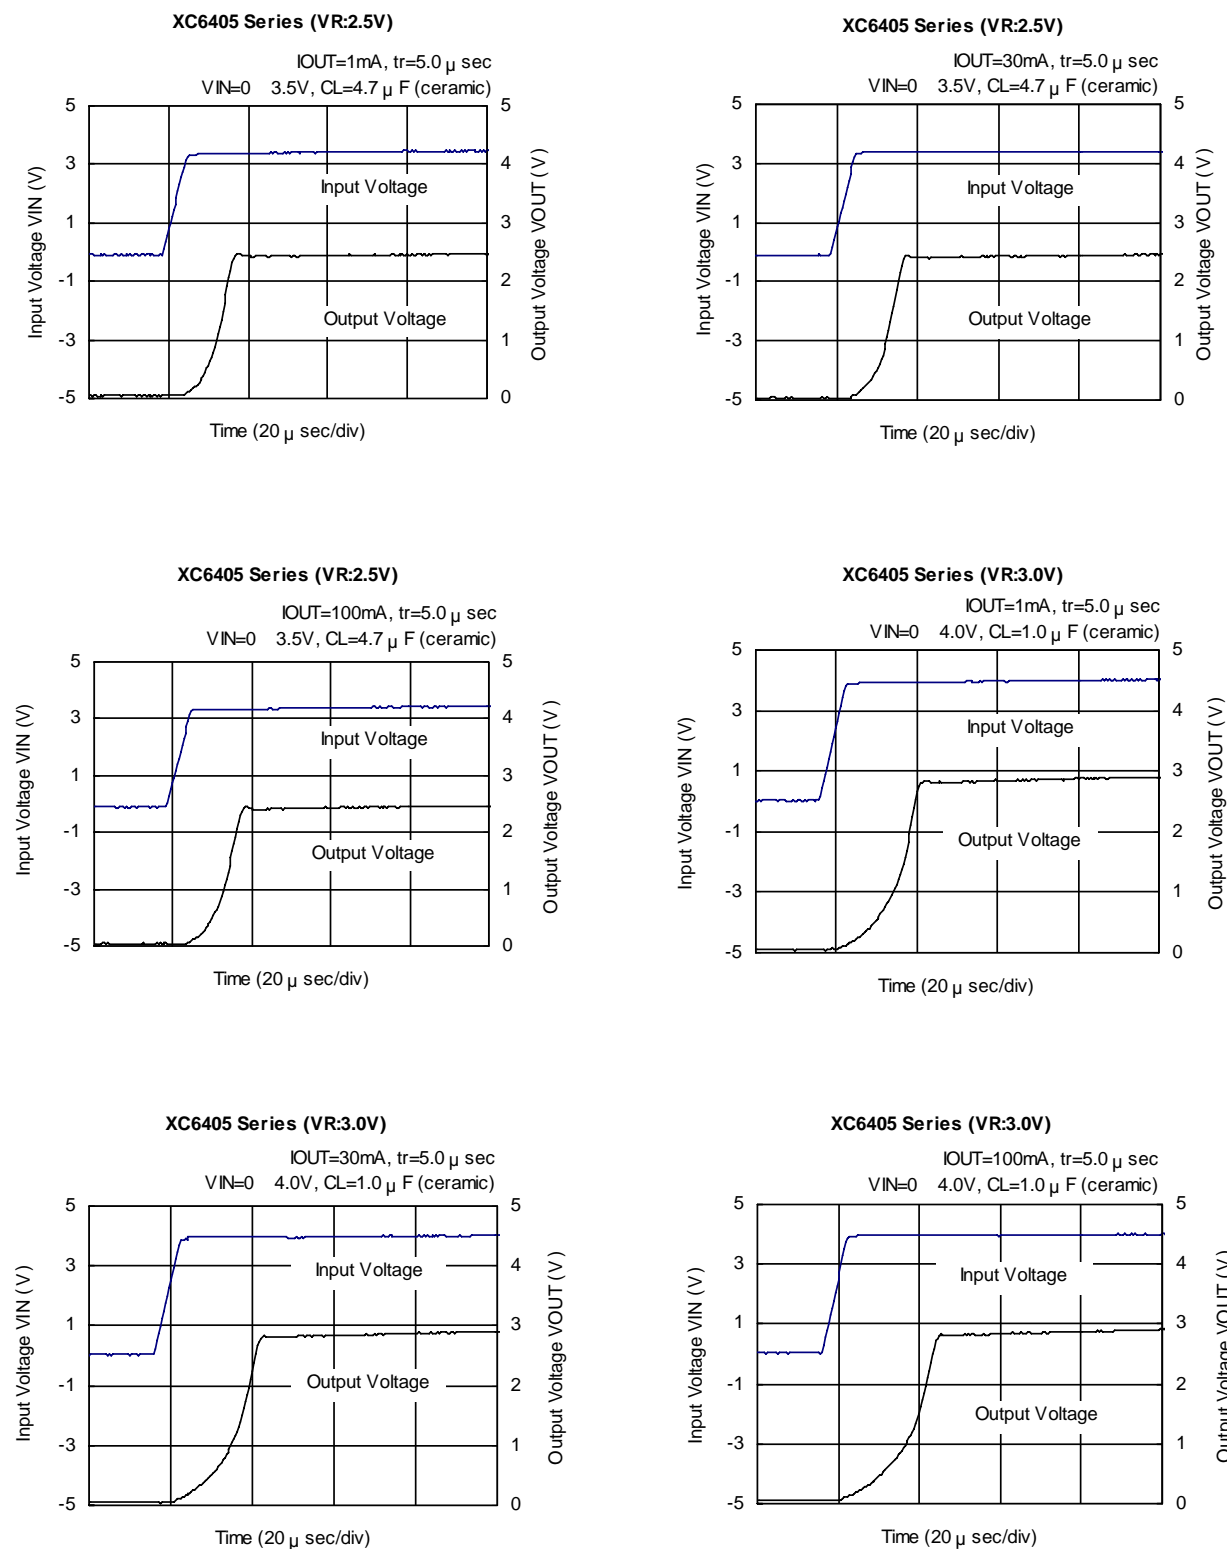 XC6405 Series (VR:2.5V)
IOUT=1mA, tr=5.0 μ sec
VIN=0 3.5V, CL=4.7 μ F (ceramic)
5
3
1
-1
-3
-5
5
4
3
2
1
0
Input Voltage VIN (V)
Output Voltage VOUT (V)
Input Voltage
Output Voltage
Time (20 μ sec/div)
XC6405 Series (VR:2.5V)
IOUT=30mA, tr=5.0 μ sec
VIN=0 3.5V, CL=4.7 μ F (ceramic)
5
3
1
-1
-3
-5
5
4
3
2
1
0
Input Voltage VIN (V)
Output Voltage VOUT (V)
Input Voltage
Output Voltage
Time (20 μ sec/div)
XC6405 Series (VR:2.5V)
IOUT=100mA, tr=5.0 μ sec
VIN=0 3.5V, CL=4.7 μ F (ceramic)
5
3
1
-1
-3
-5
5
4
3
2
1
0
Input Voltage VIN (V)
Output Voltage VOUT (V)
Input Voltage
Output Voltage
Time (20 μ sec/div)
XC6405 Series (VR:3.0V)
IOUT=1mA, tr=5.0 μ sec
VIN=0 4.0V, CL=1.0 μ F (ceramic)
5
3
1
-1
-3
-5
5
4
3
2
1
0
Input Voltage VIN (V)
Output Voltage VOUT (V)
Input Voltage
Output Voltage
Time (20 μ sec/div)
XC6405 Series (VR:3.0V)
IOUT=30mA, tr=5.0 μ sec
VIN=0 4.0V, CL=1.0 μ F (ceramic)
5
3
1
-1
-3
-5
5
4
3
2
1
0
Input Voltage VIN (V)
Output Voltage VOUT (V)
Input Voltage
Output Voltage
Time (20 μ sec/div)
XC6405 Series (VR:3.0V)
IOUT=100mA, tr=5.0 μ sec
VIN=0 4.0V, CL=1.0 μ F (ceramic)
5
3
1
-1
-3
-5
5
4
3
2
1
0
Input Voltage VIN (V)
Output Voltage VOUT (V)
Input Voltage
Output Voltage
Time (20 μ sec/div)